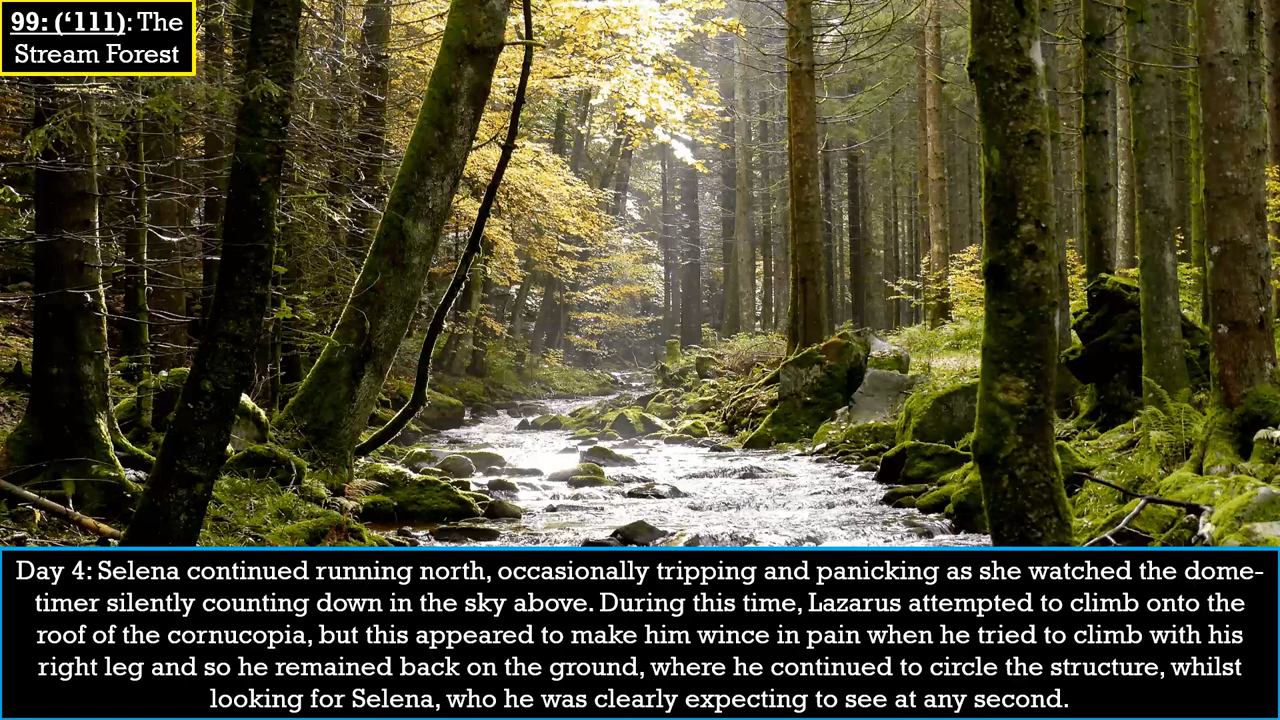 99: (‘111): The
Stream Forest
Day 4: Selena continued running north, occasionally tripping and panicking as she watched the dome-
timer silently counting down in the sky above. During this time, Lazarus attempted to climb onto the
roof of the cornucopia, but this appeared to make him wince in pain when he tried to climb with his
right leg and so he remained back on the ground, where he continued to circle the structure, whilst
looking for Selena, who he was clearly expecting to see at any second.